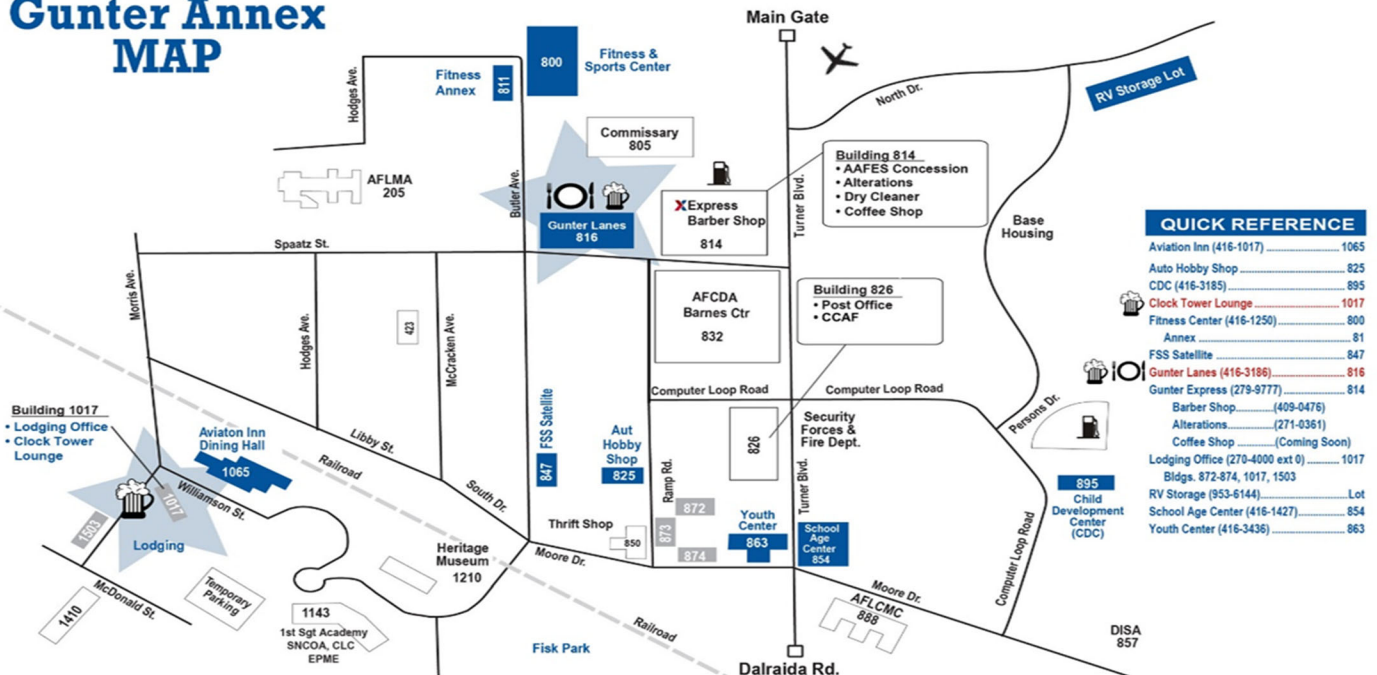 Gunter Annex
MAP
Main Gate
800
Fitness &
Sports Center
Fitness
Annex
811
Hodges Ave.
North Dr.
RV Storage Lot
Commissary
805
AFLMA
205
Butler Ave.
Gunter Lanes
816
XExpress
Barber Shop
814
Turner Blvd.
Building 814
• AAFES Concession
• Alterations
• Dry Cleaner
• Coffee Shop
Base
Housing
Spaatz St.
Morris Ave.
Hodges Ave.
423
McCracken Ave.
AFCDA
Barnes Ctr
832
Building 826
• Post Office
• CCAF
Computer Loop Road
Computer Loop Road
Persons Dr.
Building 1017
• Lodging Office
• Clock Tower
Lounge
Aviaton Inn
Dining Hall
1065
Libby St.
Railroad
FSS Satellite
847
Aut
Hobby
Shop
825
826
Security
Forces &
Fire Dept.
Ramp Rd.
Turner Blvd.
1017
1503
Williamson St.
Lodging
South Dr.
Thrift Shop
850
872
873
874
Youth
Center
863
School
Age
Center
854
895
Child
Development
Center
(CDC)
Computer Loop Road
Heritage
Museum
1210
Moore Dr.
Moore Dr.
McDonald St.
1410
Temporary
Parking
1143
1st Sgt Academy
SNCOA, CLC
EPME
Fisk Park
Railroad
AFLCMC
888
DISA
857
Dalraida Rd.
QUICK REFERENCE
Aviation Inn (416-1017) ........ 1065
Auto Hobby Shop ........ 825
CDC (416-3185) ........ 895
Clock Tower Lounge ........ 1017
Fitness Center (416-1250) ........ 800
Annex ........ 81
FSS Satellite ........ 847
Gunter Lanes (416-3186) ........ 816
Gunter Express (279-9777) ........ 814
Barber Shop ........ (409-0476)
Alterations ........ (271-0361)
Coffee Shop ........ (Coming Soon)
Lodging Office (270-4000 ext 0) ........ 1017
Bldgs. 872-874, 1017, 1503
RV Storage (953-6144) ........ Lot
School Age Center (416-1427) ........ 854
Youth Center (416-3436) ........ 863